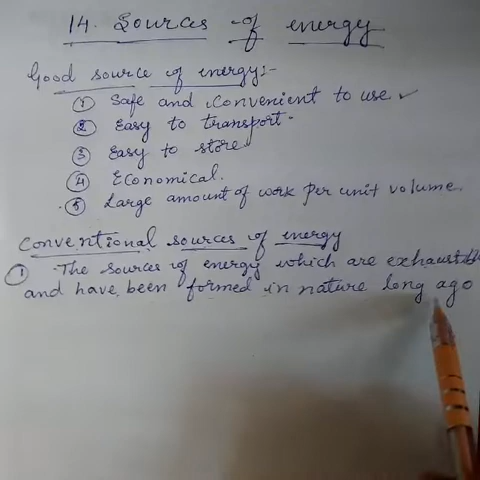 14. Sources of energy
Good source of energy:-
① Safe and Convenient to use ✓
② Easy to transport.
③ Easy to store
④ Economical.
⑤ Large amount of work per unit volume.
Conventional sources of energy
① The sources of energy which are exhaustible
and have been formed in nature long ago